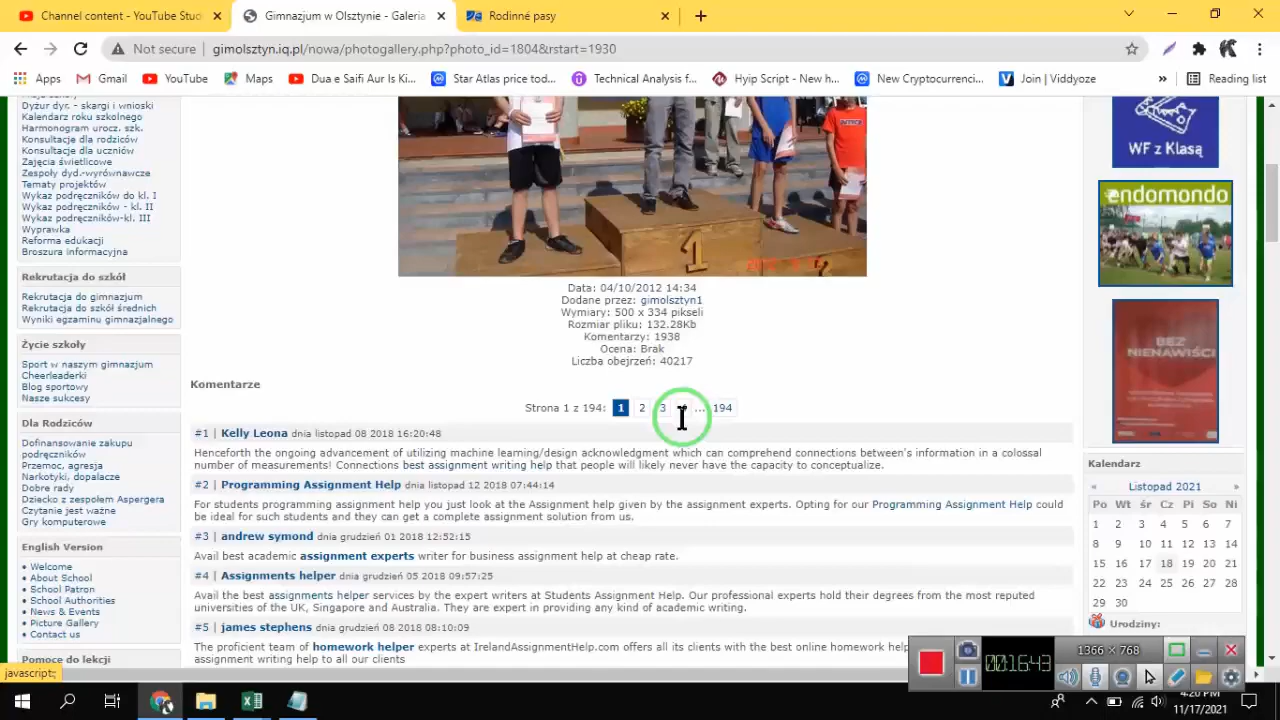 Channel content - YouTube Stud
Gimnazjum w Olsztynie - Galeria
Rodinné pasy
Not secure
gimolsztyn.iq.pl/nowa/photogallery.php?photo_id=1804&rstart=1930
Apps
Gmail
YouTube
Maps
Dua e Saifi Aur Is Ki...
Star Atlas price tod...
Technical Analysis f...
Hyip Script - New h...
New Cryptocurrenci...
Join | Viddyoze
»
Reading list
Dyżur dyr. - skargi i wnioski
Kalendarz roku szkolnego
Harmonogram urocz. szk.
Konsultacje dla rodziców
Konsultacje dla uczniów
Zajęcia świetlicowe
Zespoły dyd.-wyrównawcze
Tematy projektów
Wykaz podręczników do kl. I
Wykaz podręczników - kl. II
Wykaz podręczników-kl. III
Wyprawka
Reforma edukacji
Broszura informacyjna
Rekrutacja do szkół
Rekrutacja do gimnazjum
Rekrutacja do szkół średnich
Wyniki egzaminu gimnazjalnego
Życie szkoły
Sport w naszym gimnazjum
Cheerleaderki
Blog sportowy
Nasze sukcesy
Dla Rodziców
Dofinansowanie zakupu
podręczników
Przemoc, agresja
Narkotyki, dopalacze
Dobre rady
Dziecko z zespołem Aspergera
Czytanie jest ważne
Gry komputerowe
English Version
• Welcome
• About School
• School Patron
• School Authorities
• News & Events
• Picture Gallery
• Contact us
Pomoce do lekcji
javascript:;
1
Data: 04/10/2012 14:34
Dodane przez: gimolsztyn1
Wymiary: 500 x 334 pikseli
Rozmiar pliku: 132.28Kb
Komentarzy: 1938
Ocena: Brak
Liczba obejrzeń: 40217
Komentarze
Strona 1 z 194: 1 2 3 ... 194
#1 | Kelly Leona dnia listopad 08 2018 16:20:48
Henceforth the ongoing advancement of utilizing machine learning/design acknowledgment which can comprehend connections between's information in a colossal
number of measurements! Connections best assignment writing help that people will likely never have the capacity to conceptualize.
#2 | Programming Assignment Help dnia listopad 12 2018 07:44:14
For students programming assignment help you just look at the Assignment help given by the assignment experts. Opting for our Programming Assignment Help could
be ideal for such students and they can get a complete assignment solution from us.
#3 | andrew symond dnia grudzień 01 2018 12:52:15
Avail best academic assignment experts writer for business assignment help at cheap rate.
#4 | Assignments helper dnia grudzień 05 2018 09:57:25
Avail the best assignments helper services by the expert writers at Students Assignment Help. Our professional experts hold their degrees from the most reputed
universities of the UK, Singapore and Australia. They are expert in providing any kind of academic writing.
#5 | james stephens dnia grudzień 08 2018 08:10:09
The proficient team of homework helper experts at IrelandAssignmentHelp.com offers all its clients with the best online homework help
assignment writing help to all our clients
WF z Klasą
endomondo
BEZ
NIENAWIŚCI
Kalendarz
« Listopad 2021 »
Po Wt śr Cz Pi So Ni
1 2 3 4 5 6 7
8 9 10 11 12 13 14
15 16 17 18 19 20 21
22 23 24 25 26 27 28
29 30
Urodziny:
00:16:43
1366 × 768
4:20 PM
11/17/2021